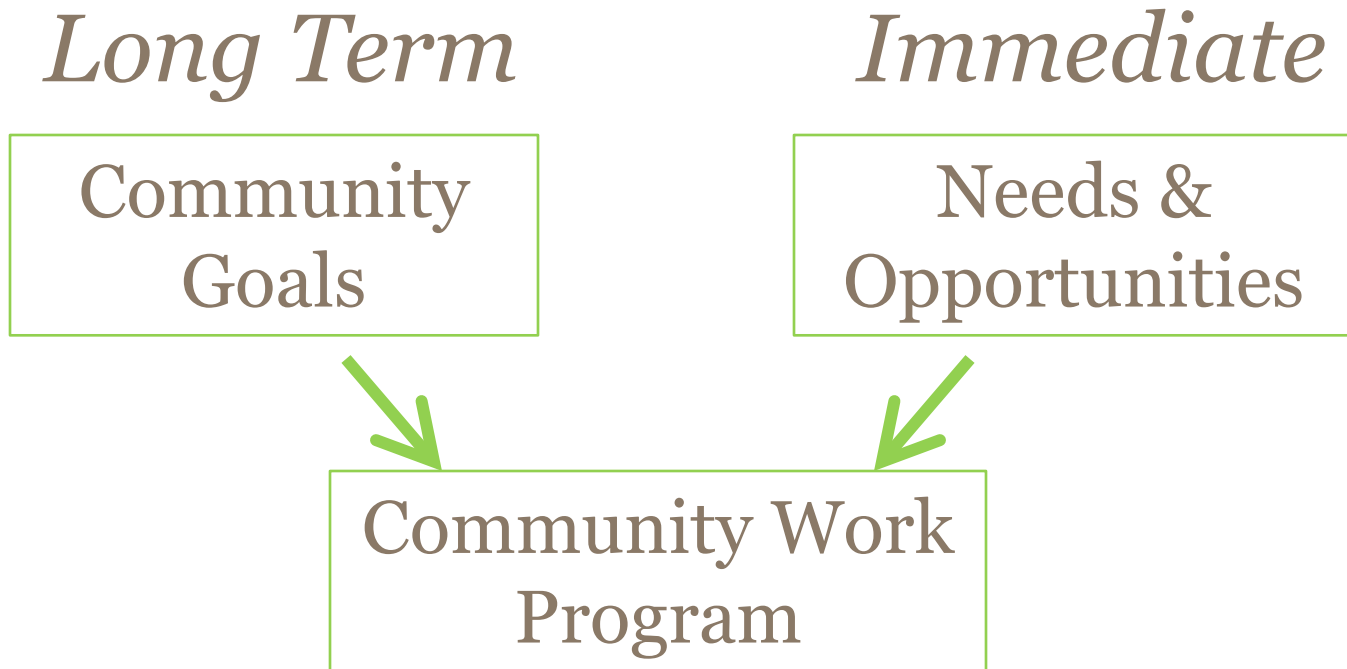 Long Term
Immediate
Community
Goals
Needs &
Opportunities
Community Work
Program